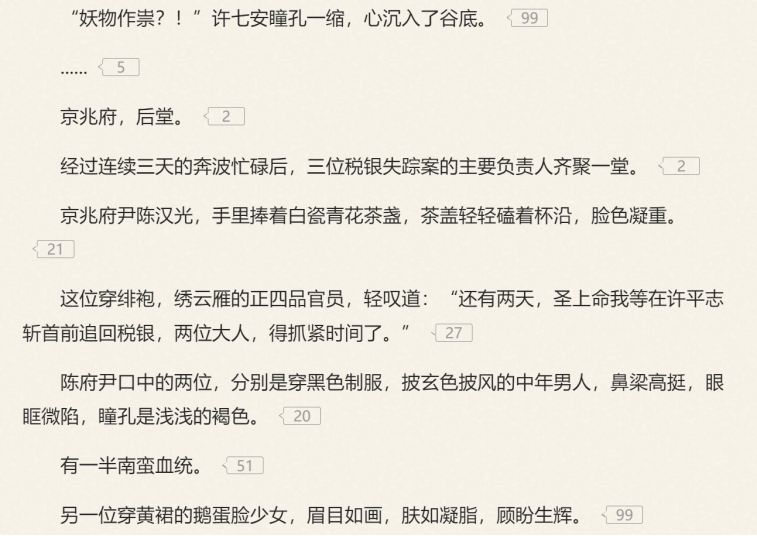 “妖物作祟？！”许七安瞳孔一缩，心沉入了谷底。 99
...... 5
京兆府，后堂。 2
经过连续三天的奔波忙碌后，三位税银失踪案的主要负责人齐聚一堂。 2
京兆府尹陈汉光，手里捧着白瓷青花茶盏，茶盖轻轻磕着杯沿，脸色凝重。
21
这位穿绯袍，绣云雁的正四品官员，轻叹道：“还有两天，圣上命我等在许平志
斩首前追回税银，两位大人，得抓紧时间了。” 27
陈府尹口中的两位，分别是穿黑色制服，披玄色披风的中年男人，鼻梁高挺，眼
眶微陷，瞳孔是浅浅的褐色。 20
有一半南蛮血统。 51
另一位穿黄裙的鹅蛋脸少女，眉目如画，肤如凝脂，顾盼生辉。 99